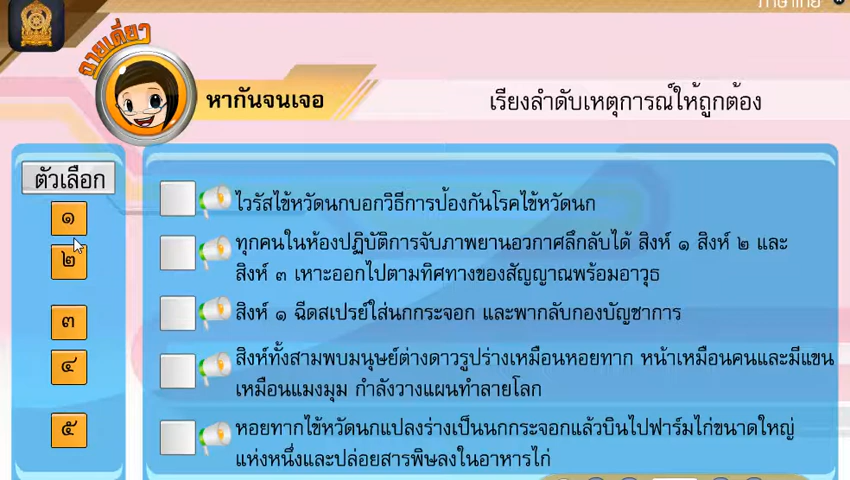 ภาษาไทย
ฉายเดี่ยว
หากันจนเจอ
เรียงลำดับเหตุการณ์ให้ถูกต้อง
ตัวเลือก
๑
๒
๓
๔
๕
ไวรัสไข้หวัดนกบอกวิธีการป้องกันโรคไข้หวัดนก
ทุกคนในห้องปฏิบัติการจับภาพยานอวกาศลึกลับได้ สิงห์ ๑ สิงห์ ๒ และ
สิงห์ ๓ เหาะออกไปตามทิศทางของสัญญาณพร้อมอาวุธ
สิงห์ ๑ ฉีดสเปรย์ใส่นกกระจอก และพากลับกองบัญชาการ
สิงห์ทั้งสามพบมนุษย์ต่างดาวรูปร่างเหมือนหอยทาก หน้าเหมือนคนและมีแขน
เหมือนแมงมุม กำลังวางแผนทำลายโลก
หอยทากไข้หวัดนกแปลงร่างเป็นนกกระจอกแล้วบินไปฟาร์มไก่ขนาดใหญ่
แห่งหนึ่งและปล่อยสารพิษลงในอาหารไก่